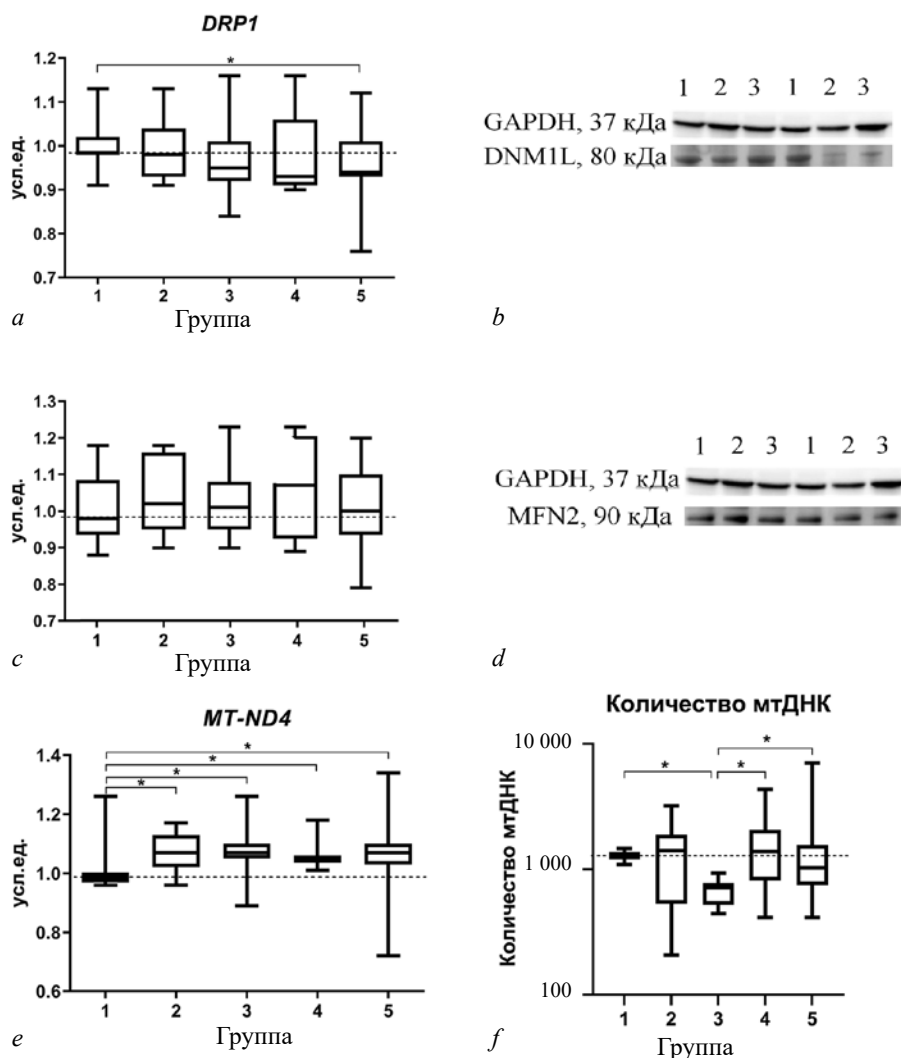 DRP1
1.2
1.1
1.0
0.9
0.8
0.7
усл.ед.
*
1 2 3 4 5
Группа
a
1 2 3 1 2 3
GAPDH, 37 кДа
DNM1L, 80 кДа
b
1.3
1.2
1.1
1.0
0.9
0.8
0.7
усл.ед.
1 2 3 4 5
Группа
c
1 2 3 1 2 3
GAPDH, 37 кДа
MFN2, 90 кДа
d
MT-ND4
1.4
1.2
1.0
0.8
0.6
усл.ед.
*
*
*
*
1 2 3 4 5
Группа
e
Количество мтДНК
10 000
1 000
100
Количество мтДНК
*
*
*
1 2 3 4 5
Группа
f